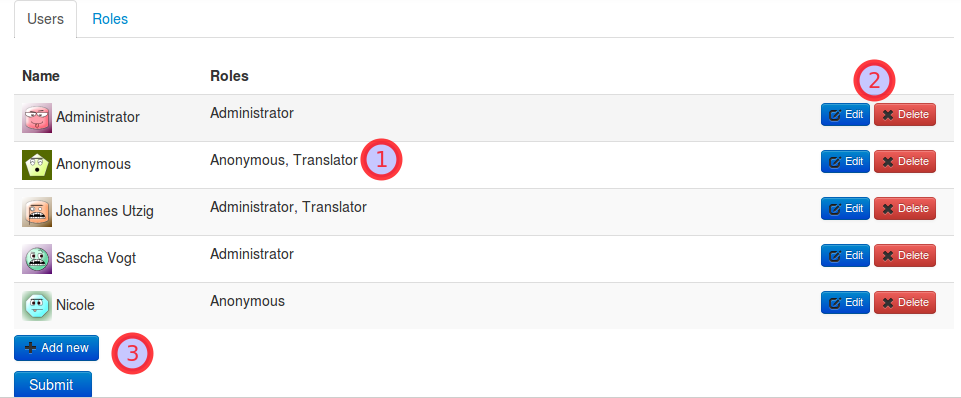 Users Roles
Name Roles
2
Administrator Administrator Edit Delete
Anonymous Anonymous, Translator 1 Edit Delete
Johannes Utzig Administrator, Translator Edit Delete
Sascha Vogt Administrator Edit Delete
Nicole Anonymous Edit Delete
Add new 3
Submit